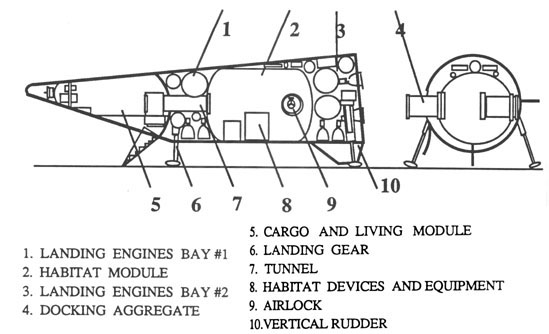 1 2 3 4
5 6 7 8 9 10
1. LANDING ENGINES BAY #1
2. HABITAT MODULE
3. LANDING ENGINES BAY #2
4. DOCKING AGGREGATE
5. CARGO AND LIVING MODULE
6. LANDING GEAR
7. TUNNEL
8. HABITAT DEVICES AND EQUIPMENT
9. AIRLOCK
10.VERTICAL RUDDER